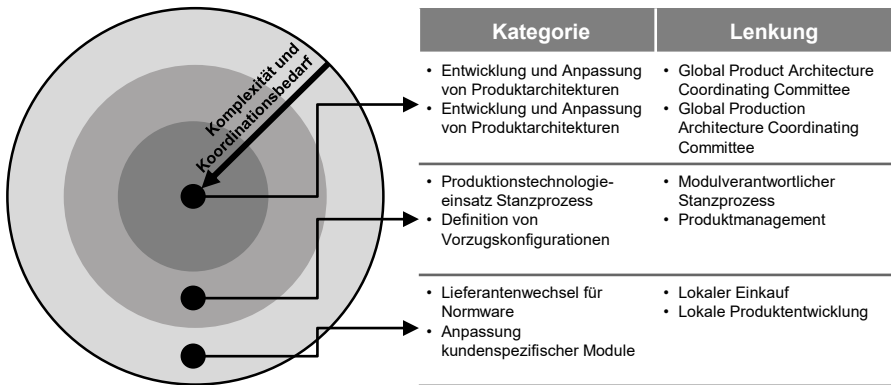 Komplexität und
Koordinationsbedarf
Kategorie
Lenkung
• Entwicklung und Anpassung
von Produktarchitekturen
• Entwicklung und Anpassung
von Produktarchitekturen
• Global Product Architecture
Coordinating Committee
• Global Production
Architecture Coordinating
Committee
• Produktionstechnologie-
einsatz Stanzprozess
• Definition von
Vorzugskonfigurationen
• Modulverantwortlicher
Stanzprozess
• Produktmanagement
• Lieferantenwechsel für
Normware
• Anpassung
kundenspezifischer Module
• Lokaler Einkauf
• Lokale Produktentwicklung